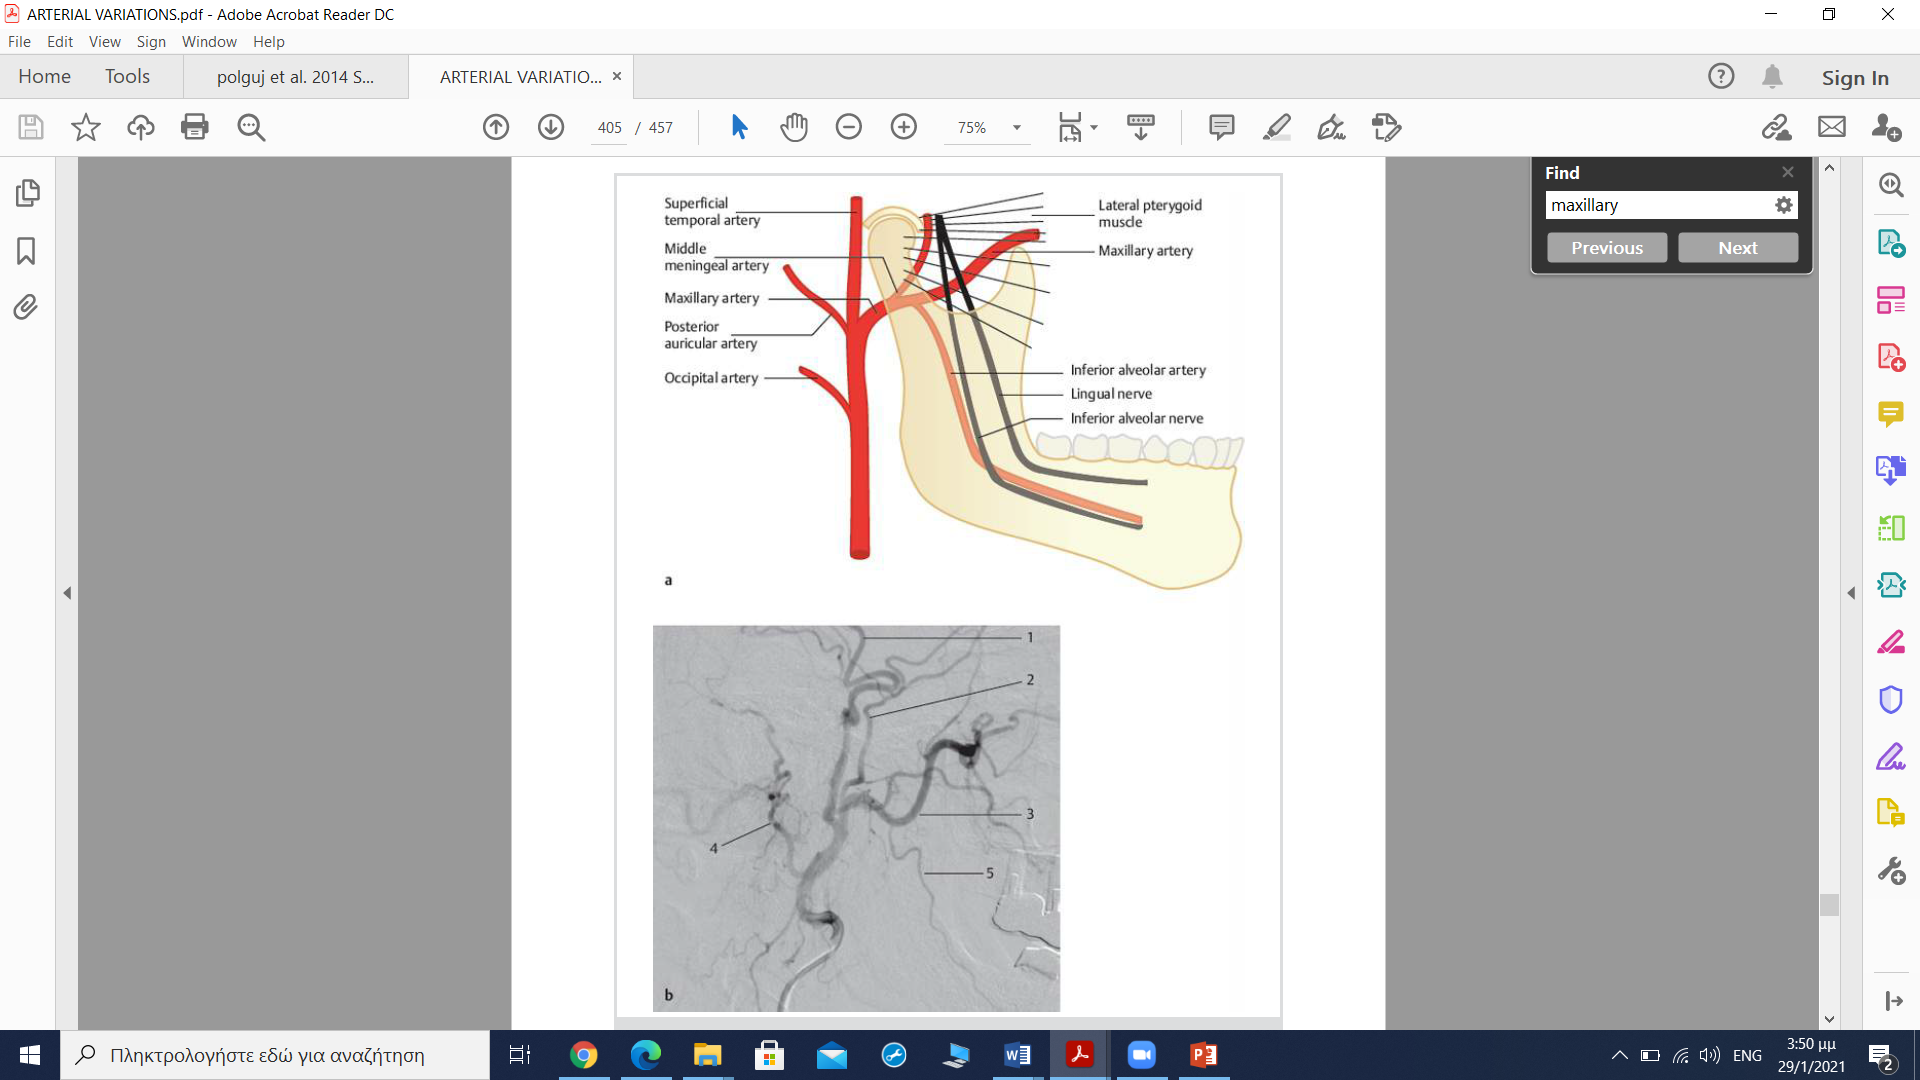 ARTERIAL VARIATIONS.pdf - Adobe Acrobat Reader DC
File Edit View Sign Window Help
Home Tools polguj et al. 2014 S... ARTERIAL VARIATIO... × Sign In
405 / 457 75%
Find
maxillary
Previous Next
Superficial
temporal artery
Middle
meningeal artery
Maxillary artery
Posterior
auricular artery
Occipital artery
Lateral pterygoid
muscle
Maxillary artery
Inferior alveolar artery
Lingual nerve
Inferior alveolar nerve
a
1
2
3
4
5
b
Πληκτρολογήστε εδώ για αναζήτηση
ENG
3:50 μμ
29/1/2021
2